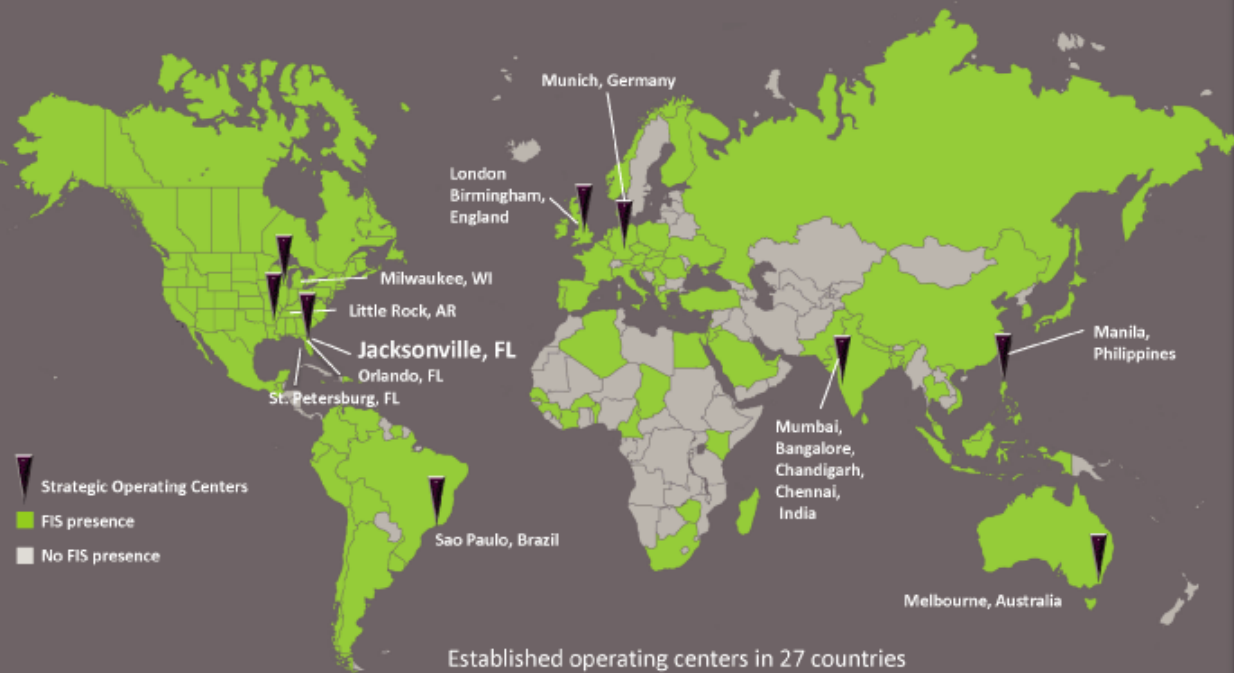 Munich, Germany
London
Birmingham,
England
Milwaukee, WI
Little Rock, AR
Jacksonville, FL
Orlando, FL
St. Petersburg, FL
Manila,
Philippines
Mumbai,
Bangalore,
Chandigarh,
Chennai,
India
Strategic Operating Centers
FIS presence
No FIS presence
Sao Paulo, Brazil
Melbourne, Australia
Established operating centers in 27 countries